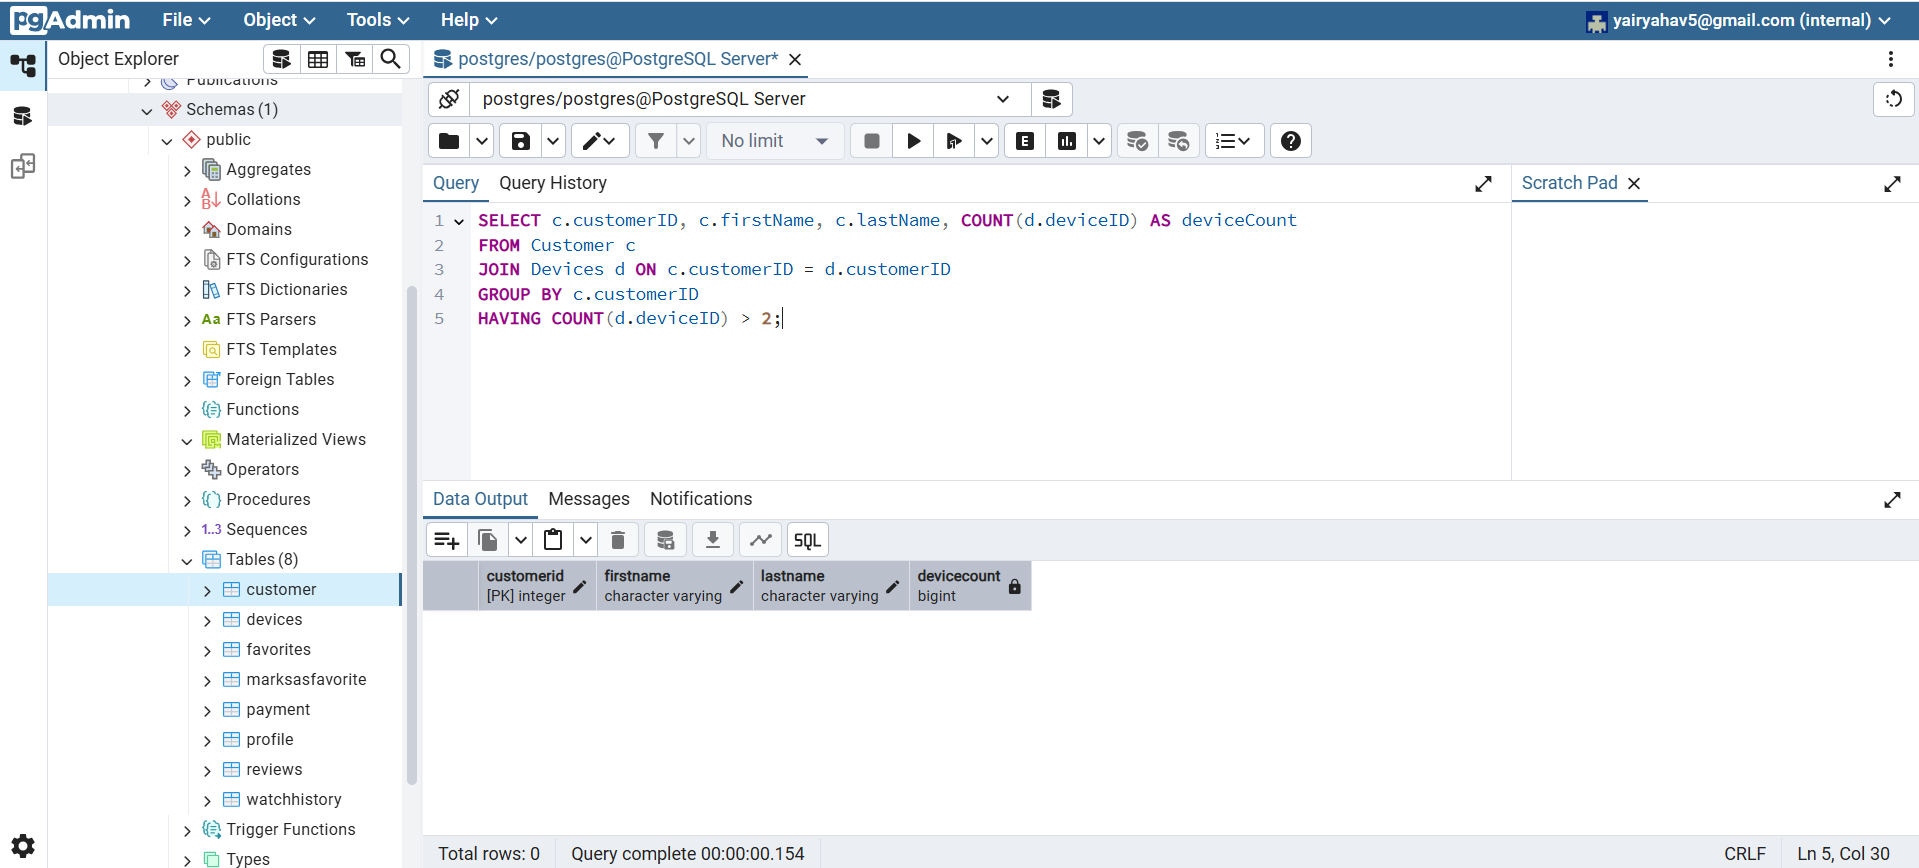 pgAdmin File Object Tools Help yairyahav5@gmail.com (internal)
Object Explorer
postgres/postgres@PostgreSQL Server*
Publications
Schemas (1)
public
Aggregates
Collations
Domains
FTS Configurations
FTS Dictionaries
Aa FTS Parsers
FTS Templates
Foreign Tables
Functions
Materialized Views
Operators
Procedures
1..3 Sequences
Tables (8)
customer
devices
favorites
marksasfavorite
payment
profile
reviews
watchhistory
Trigger Functions
Types
postgres/postgres@PostgreSQL Server
No limit E
Query Query History
Scratch Pad
1 SELECT c.customerID, c.firstName, c.lastName, COUNT(d.deviceID) AS deviceCount
2 FROM Customer c
3 JOIN Devices d ON c.customerID = d.customerID
4 GROUP BY c.customerID
5 HAVING COUNT(d.deviceID) > 2;
Data Output Messages Notifications
SQL
customerid firstname lastname devicecount
[PK] integer character varying character varying bigint
Total rows: 0 Query complete 00:00:00.154 CRLF Ln 5, Col 30